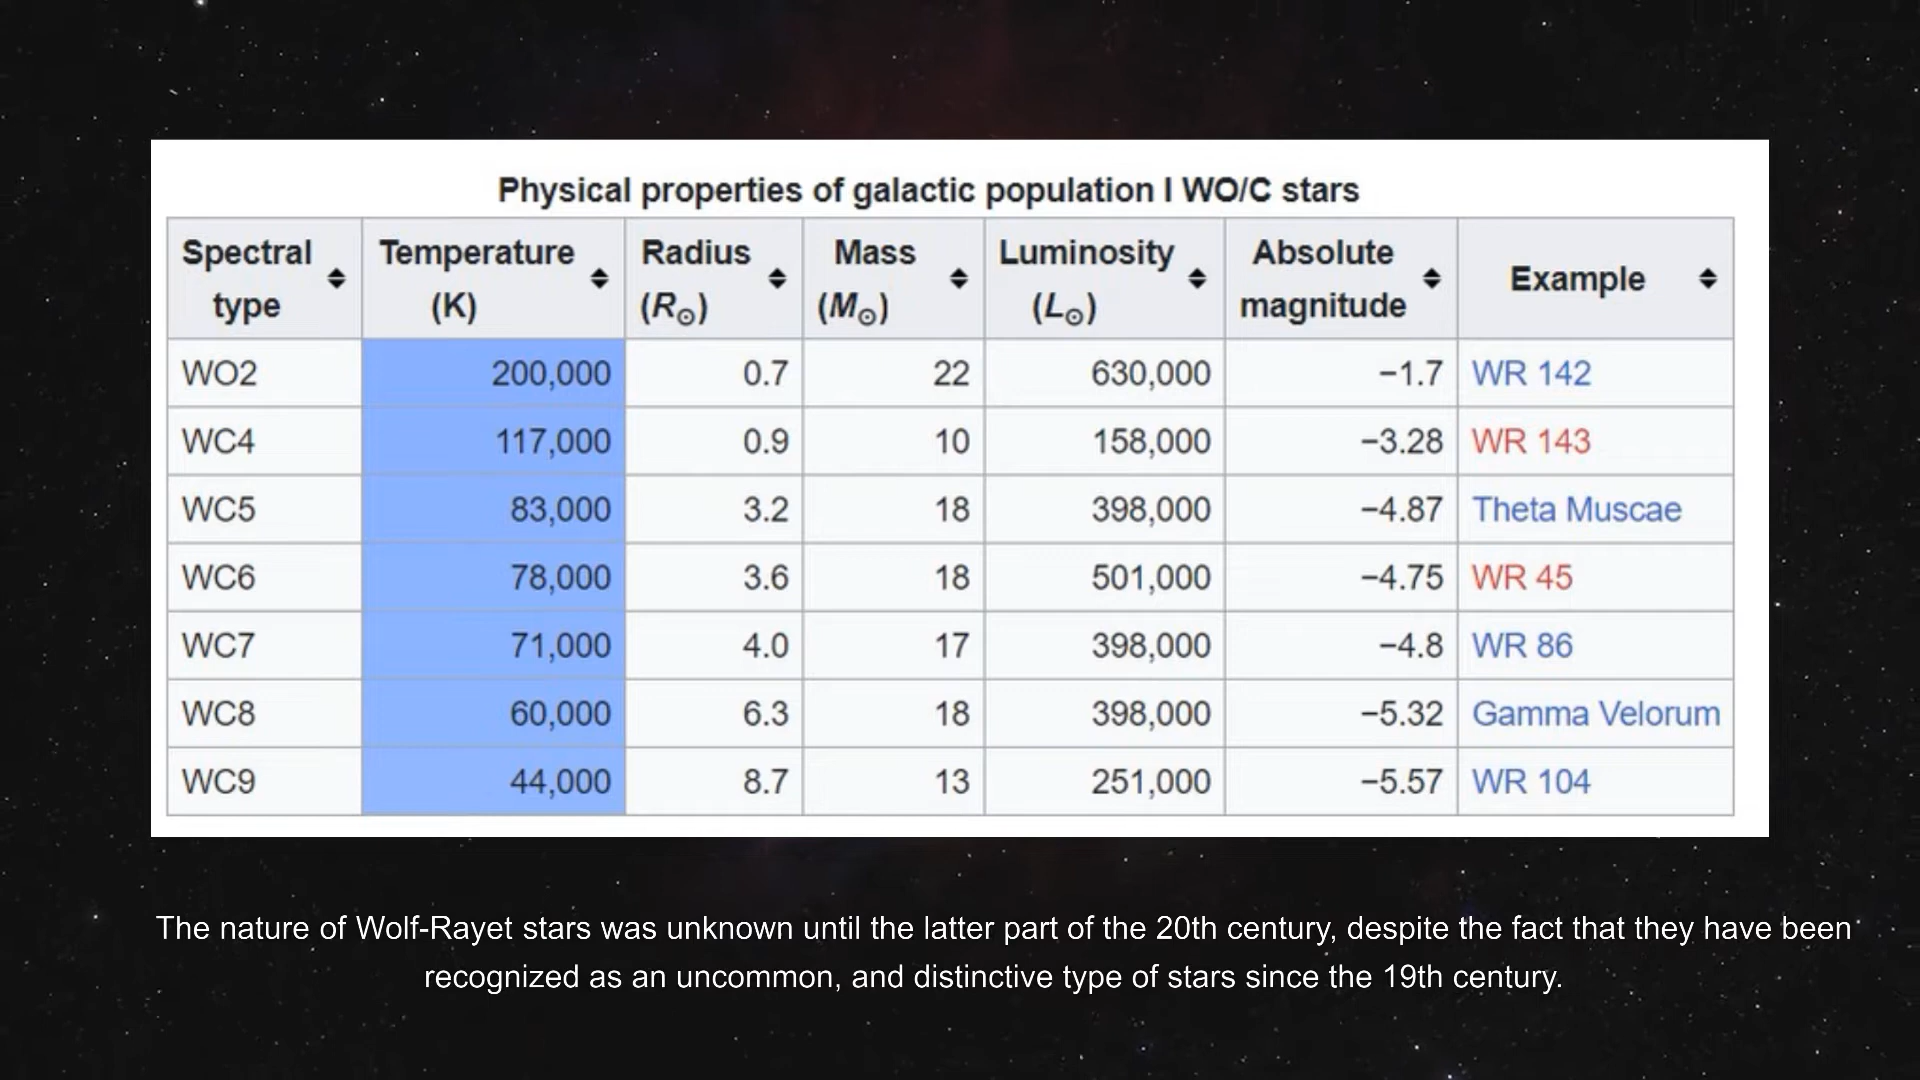 Physical properties of galactic population I WO/C stars
Spectral type Temperature (K) Radius (R☉) Mass (M☉) Luminosity (L☉) Absolute magnitude Example
WO2 200,000 0.7 22 630,000 −1.7 WR 142
WC4 117,000 0.9 10 158,000 −3.28 WR 143
WC5 83,000 3.2 18 398,000 −4.87 Theta Muscae
WC6 78,000 3.6 18 501,000 −4.75 WR 45
WC7 71,000 4.0 17 398,000 −4.8 WR 86
WC8 60,000 6.3 18 398,000 −5.32 Gamma Velorum
WC9 44,000 8.7 13 251,000 −5.57 WR 104
The nature of Wolf-Rayet stars was unknown until the latter part of the 20th century, despite the fact that they have been
recognized as an uncommon, and distinctive type of stars since the 19th century.